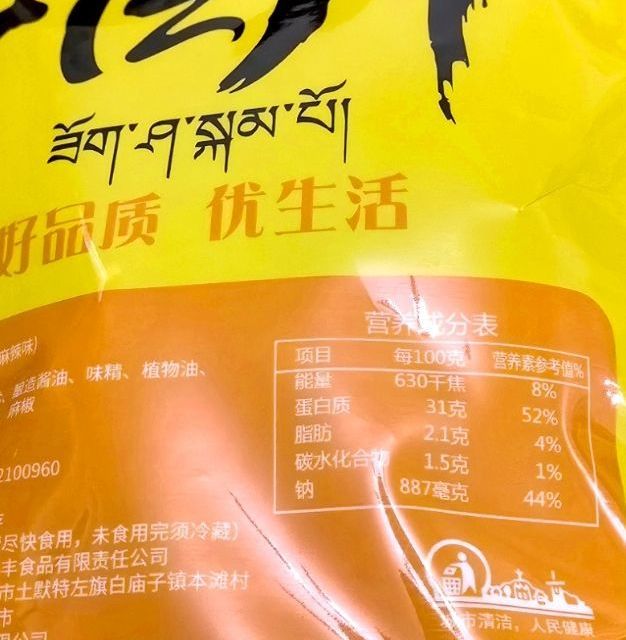 ཟོག་ཤ་སྐམ་པོ།
好品质 优生活
麻辣味)
酿造酱油、味精、植物油、
麻椒
2100960
尽快食用，未食用完须冷藏)
丰食品有限责任公司
市土默特左旗白庙子镇本滩村
市
限公司
营养成分表
项目 每100克 营养素参考值%
能量 630千焦 8%
蛋白质 31克 52%
脂肪 2.1克 4%
碳水化合物 1.5克 1%
钠 887毫克 44%
城市清洁，人民健康